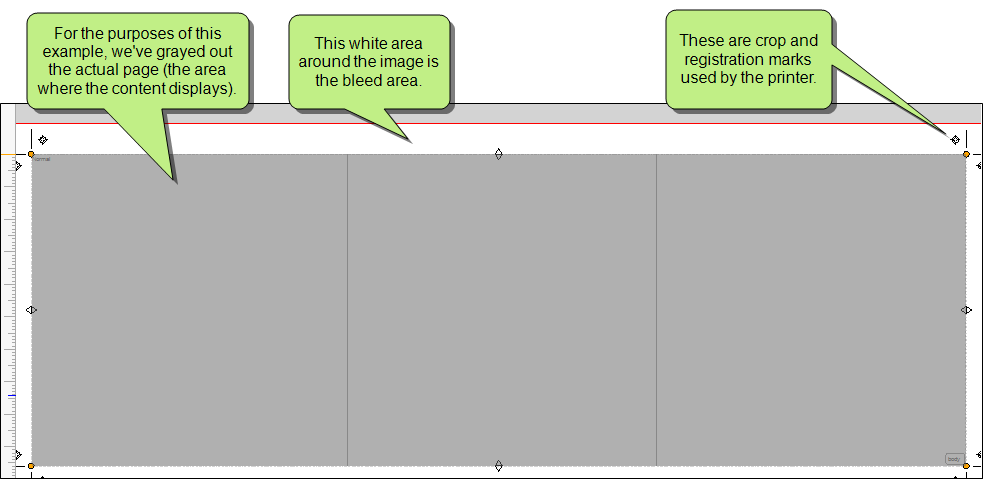 For the purposes of this
example, we've grayed out
the actual page (the area
where the content displays).
This white area
around the image is
the bleed area.
These are crop and
registration marks
used by the printer.
normal
body